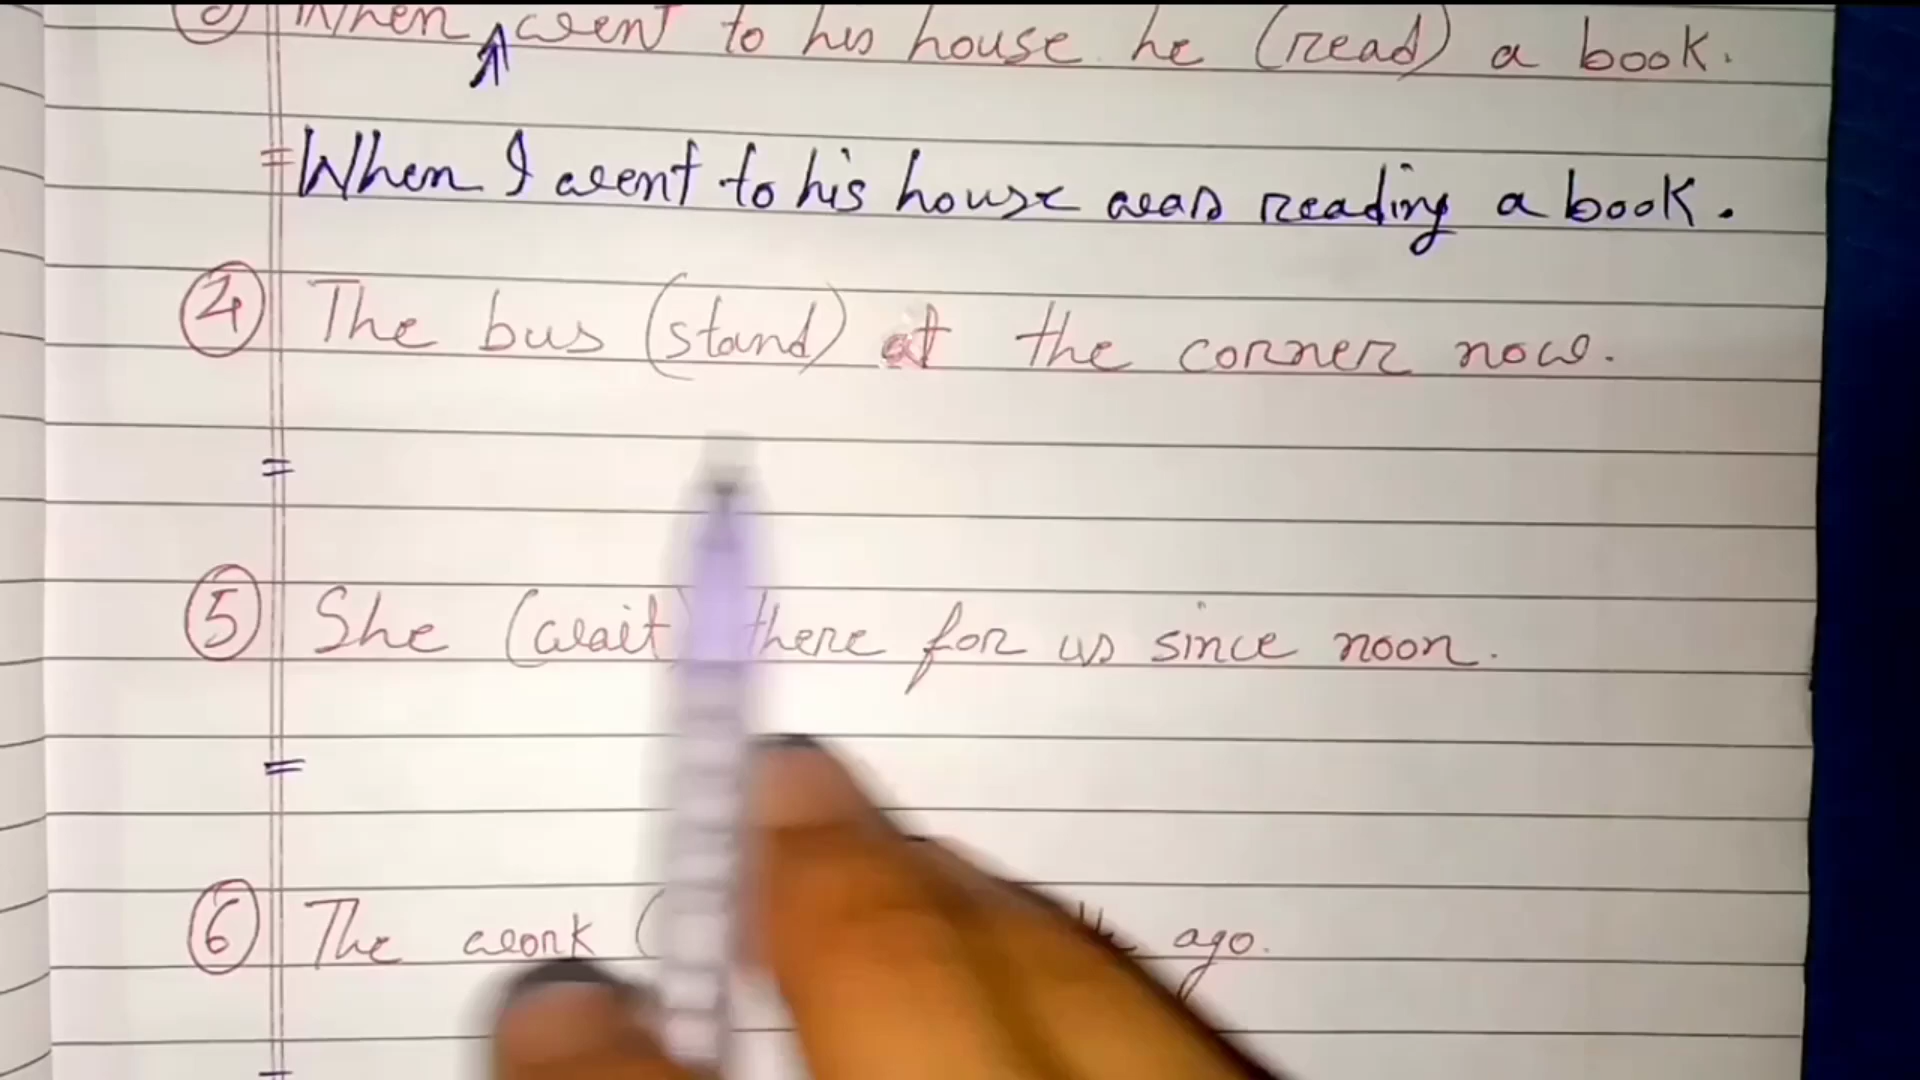 ③ When went to his house he (read) a book.
= When I went to his house was reading a book.
④ The bus (stand) at the corner now.
=
⑤ She (wait) there for us since noon.
=
⑥ The work ( ago.